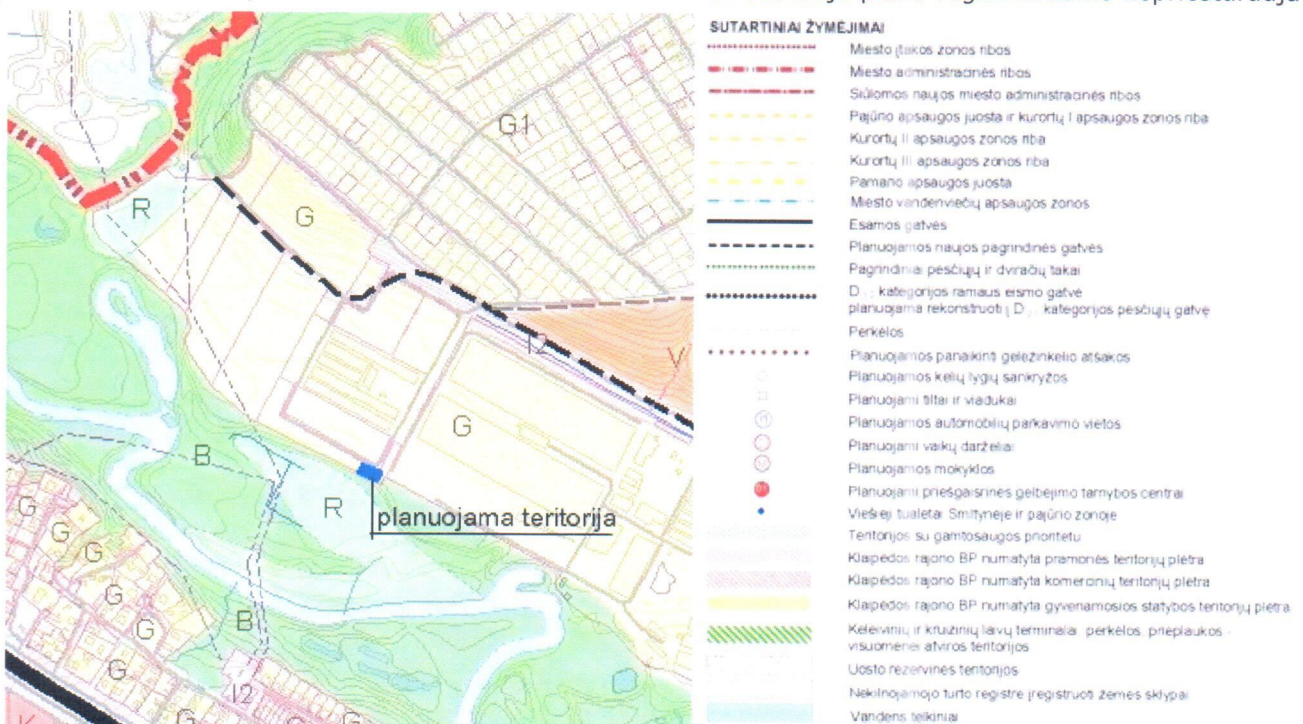 SUTARTINIAI ŽYMĖJIMAI
Miesto įtakos zonos ribos
Miesto administracinės ribos
Siūlomos naujos miesto administracinės ribos
Pajūrio apsaugos juosta ir kurortų I apsaugos zonos riba
Kurortų II apsaugos zonos riba
Kurortų III apsaugos zonos riba
Pamario apsaugos juosta
Miesto vandenviečių apsaugos zonos
Esamos gatvės
Planuojamos naujos pagrindinės gatvės
Pagrindiniai pėsčiųjų ir dviračių takai
D kategorijos ramaus eismo gatvė
planuojama rekonstruoti į D kategorijos pėsčiųjų gatvę
Perkėlos
Planuojamos panaikinti geležinkelio atšakos
Planuojamos kelių lygių sankryžos
Planuojami tiltai ir viadukai
Planuojamos automobilių parkavimo vietos
Planuojami vaikų darželiai
Planuojamos mokyklos
Planuojami priešgaisrinės gelbėjimo tarnybos centrai
Viešieji tualetai Smiltynėje ir pajūrio zonoje
Teritorijos su gamtosaugos prioritetu
Klaipėdos rajono BP numatyta pramonės teritorijų plėtra
Klaipėdos rajono BP numatyta komercinių teritorijų plėtra
Klaipėdos rajono BP numatyta gyvenamosios statybos teritorijų plėtra
Keleivinių ir kruizinių laivų terminalai, perkėlos, prieplaukos -
visuomenei atviros teritorijos
Uosto rezervinės teritorijos
Nekilnojamojo turto registre įregistruoti žemės sklypai
Vandens telkiniai
G1
R
G
I2
V
G
B
R
planuojama teritorija
G
G
G
G
G
B
G
I2
G
G
K